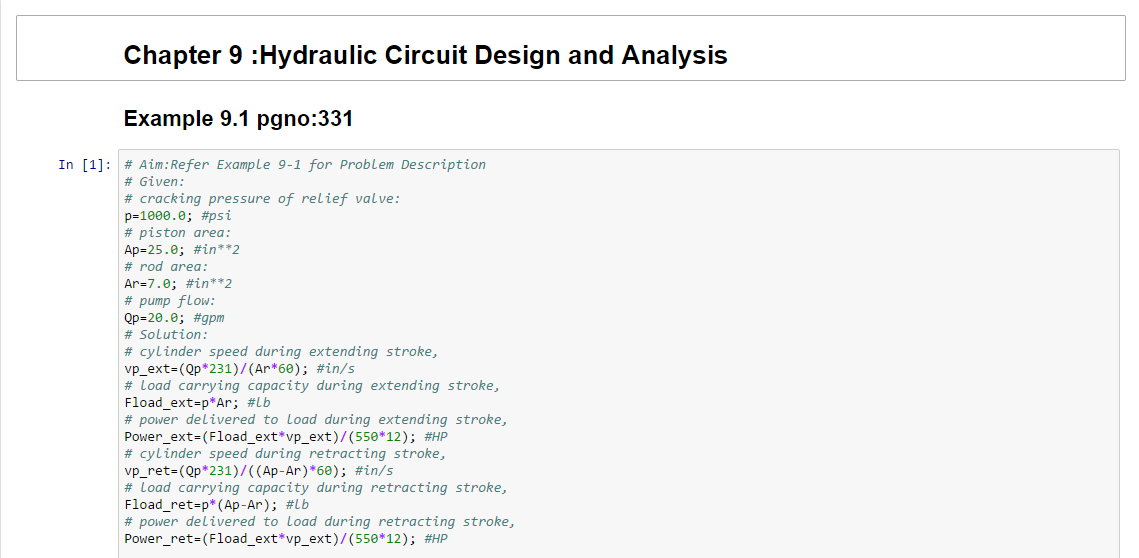 Chapter 9 :Hydraulic Circuit Design and Analysis
Example 9.1 pgno:331
In [1]: # Aim:Refer Example 9-1 for Problem Description
# Given:
# cracking pressure of relief valve:
p=1000.0; #psi
# piston area:
Ap=25.0; #in**2
# rod area:
Ar=7.0; #in**2
# pump flow:
Qp=20.0; #gpm
# Solution:
# cylinder speed during extending stroke,
vp_ext=(Qp*231)/(Ar*60); #in/s
# load carrying capacity during extending stroke,
Fload_ext=p*Ar; #lb
# power delivered to load during extending stroke,
Power_ext=(Fload_ext*vp_ext)/(550*12); #HP
# cylinder speed during retracting stroke,
vp_ret=(Qp*231)/((Ap-Ar)*60); #in/s
# load carrying capacity during retracting stroke,
Fload_ret=p*(Ap-Ar); #lb
# power delivered to load during retracting stroke,
Power_ret=(Fload_ext*vp_ext)/(550*12); #HP